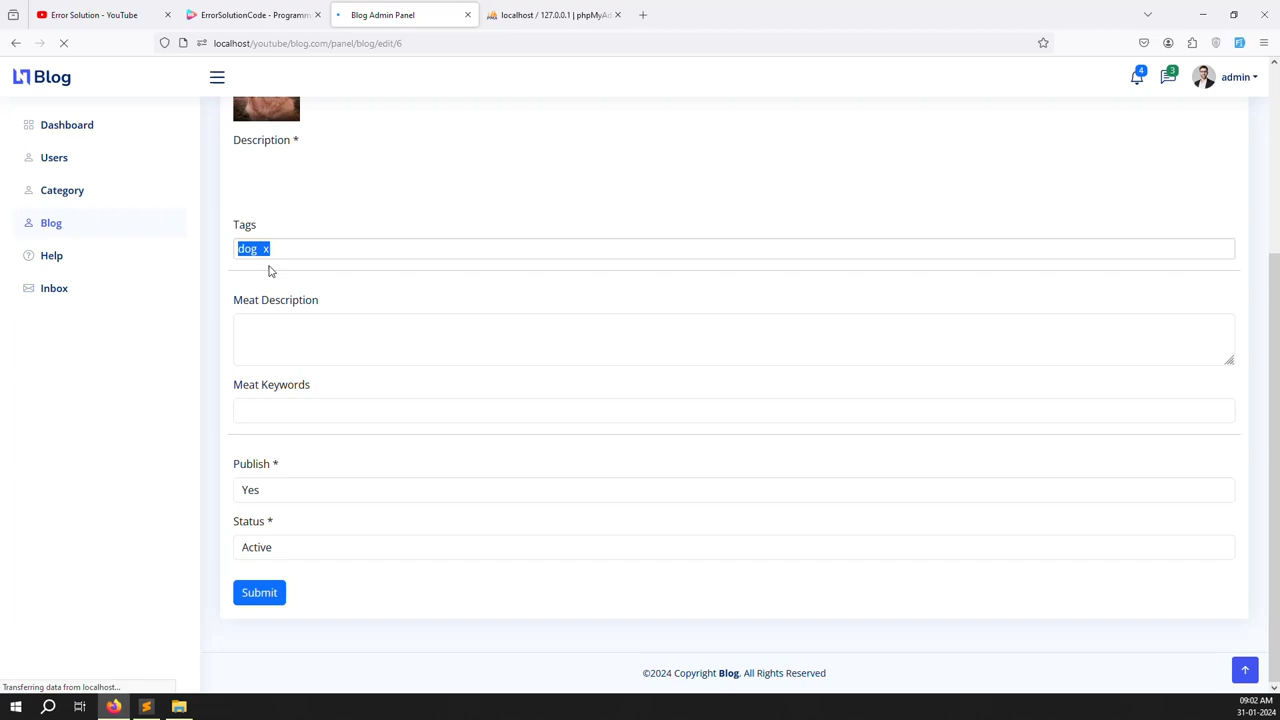 Error Solution - YouTube
ErrorSolutionCode - Programm
Blog Admin Panel
localhost / 127.0.0.1 | phpMyAd
localhost/youtube/blog.com/panel/blog/edit/6
Blog
4
3
admin
Dashboard
Users
Category
Blog
Help
Inbox
Description *
Tags
dog x
Meat Description
Meat Keywords
Publish *
Yes
Status *
Active
Submit
©2024 Copyright Blog. All Rights Reserved
Transferring data from localhost...
09:02 AM
31-01-2024